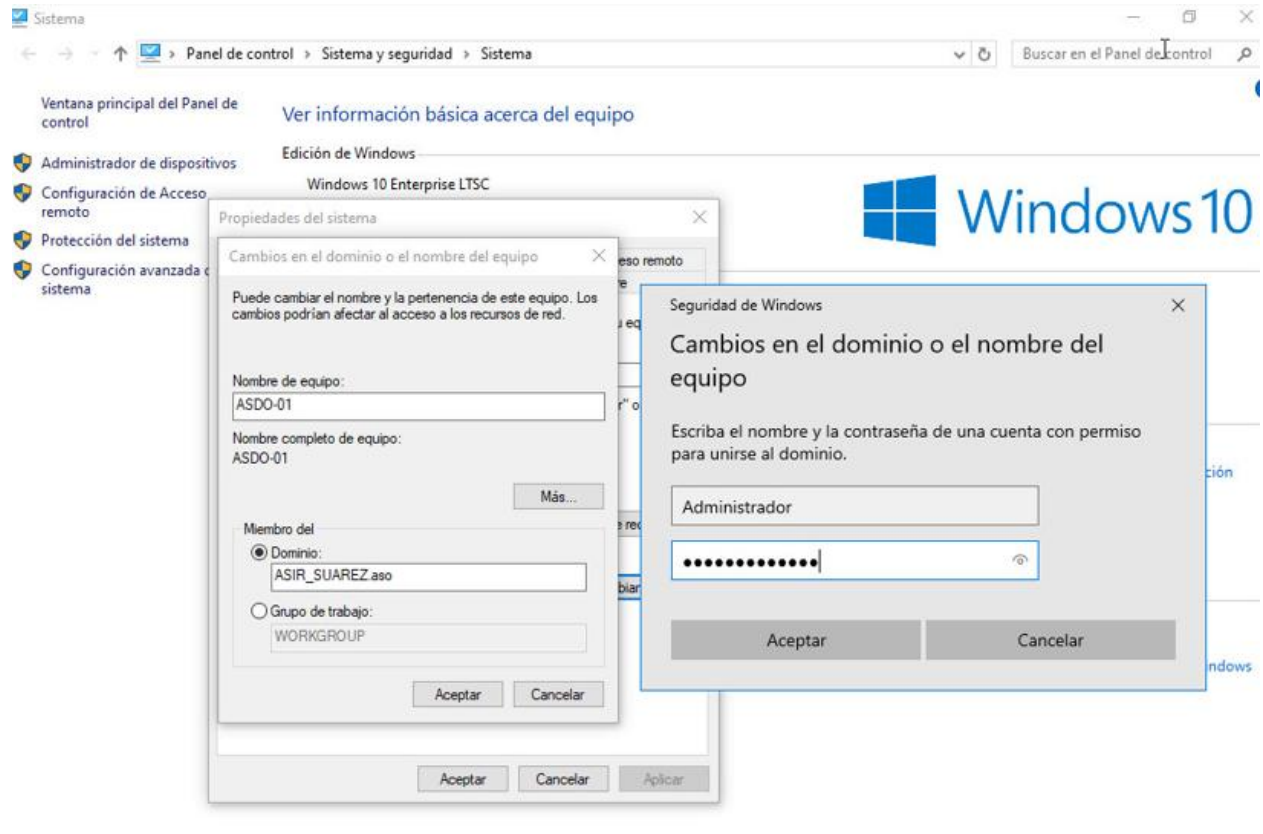 Sistema
Panel de control > Sistema y seguridad > Sistema
Buscar en el Panel de control
Ventana principal del Panel de
control
Administrador de dispositivos
Configuración de Acceso
remoto
Protección del sistema
Configuración avanzada
sistema
Ver información básica acerca del equipo
Edición de Windows
Windows 10 Enterprise LTSC
Windows 10
Propiedades del sistema
remoto
Cambios en el dominio o el nombre del equipo
Puede cambiar el nombre y la pertenencia de este equipo. Los
cambios podrían afectar al acceso a los recursos de red.
Nombre de equipo:
ASDO-01
Nombre completo de equipo:
ASDO-01
Más...
Miembro del
Dominio:
ASIR_SUAREZ.aso
Grupo de trabajo:
WORKGROUP
Aceptar Cancelar
Aceptar Cancelar Aplicar
Seguridad de Windows
Cambios en el dominio o el nombre del
equipo
Escriba el nombre y la contraseña de una cuenta con permiso
para unirse al dominio.
Administrador
•••••••••••••
Aceptar Cancelar